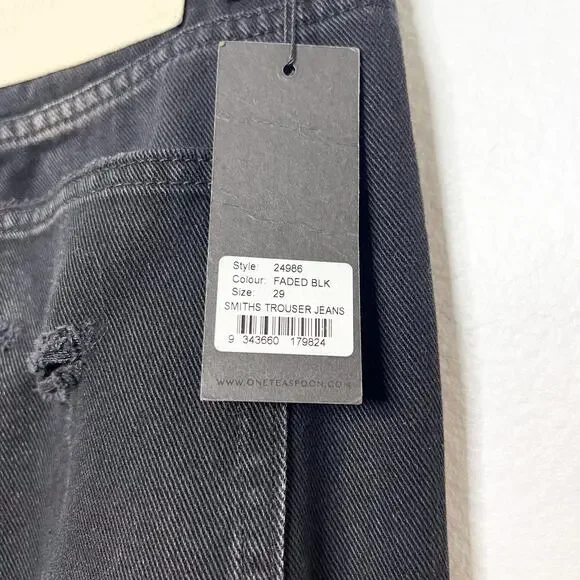 Style: 24986
Colour: FADED BLK
Size: 29
SMITHS TROUSER JEANS
9 343660 179824
WWW.ONETEASPOON.COM